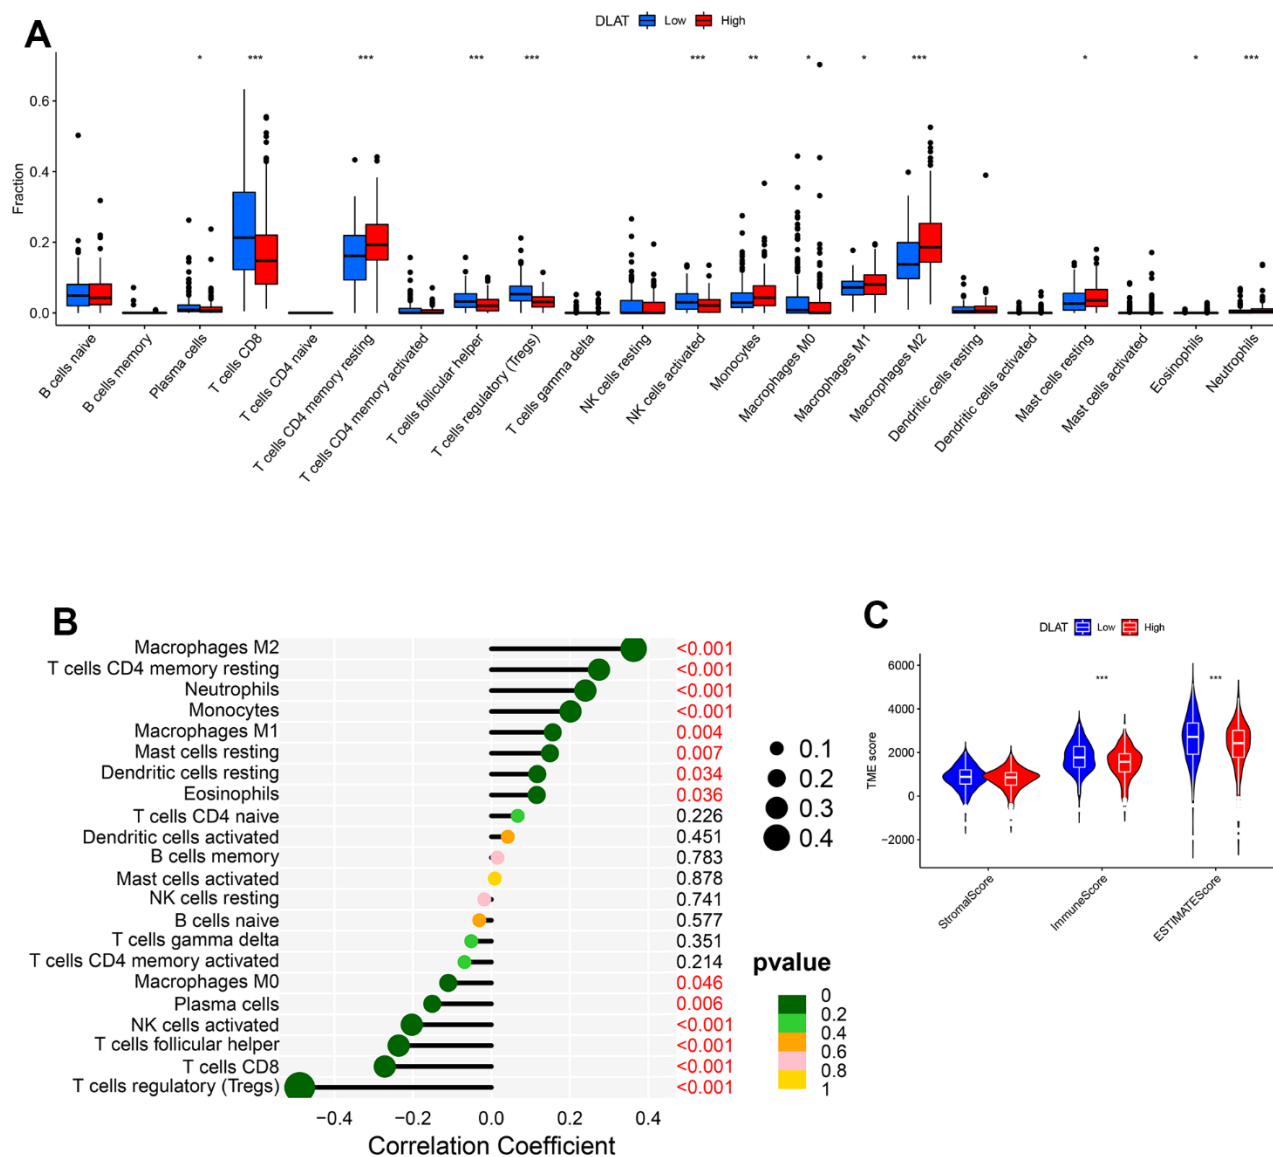 A
DLAT Low High
* *** *** *** *** *** ** * * *** * * ***
Fraction
0.6
0.4
0.2
0.0
B cells naive
B cells memory
Plasma cells
T cells CD8
T cells CD4 naive
T cells CD4 memory resting
T cells CD4 memory activated
T cells follicular helper
T cells regulatory (Tregs)
T cells gamma delta
NK cells resting
NK cells activated
Monocytes
Macrophages M0
Macrophages M1
Macrophages M2
Dendritic cells resting
Dendritic cells activated
Mast cells resting
Mast cells activated
Eosinophils
Neutrophils
B
Macrophages M2 <0.001
T cells CD4 memory resting <0.001
Neutrophils <0.001
Monocytes <0.001
Macrophages M1 0.004
Mast cells resting 0.007
Dendritic cells resting 0.034
Eosinophils 0.036
T cells CD4 naive 0.226
Dendritic cells activated 0.451
B cells memory 0.783
Mast cells activated 0.878
NK cells resting 0.741
B cells naive 0.577
T cells gamma delta 0.351
T cells CD4 memory activated 0.214
Macrophages M0 0.046
Plasma cells 0.006
NK cells activated <0.001
T cells follicular helper <0.001
T cells CD8 <0.001
T cells regulatory (Tregs) <0.001
−0.4 −0.2 0.0 0.2 0.4
Correlation Coefficient
0.1
0.2
0.3
0.4
pvalue
0
0.2
0.4
0.6
0.8
1
C
DLAT Low High
*** ***
TME score
6000
4000
2000
0
−2000
StromalScore
ImmuneScore
ESTIMATEScore